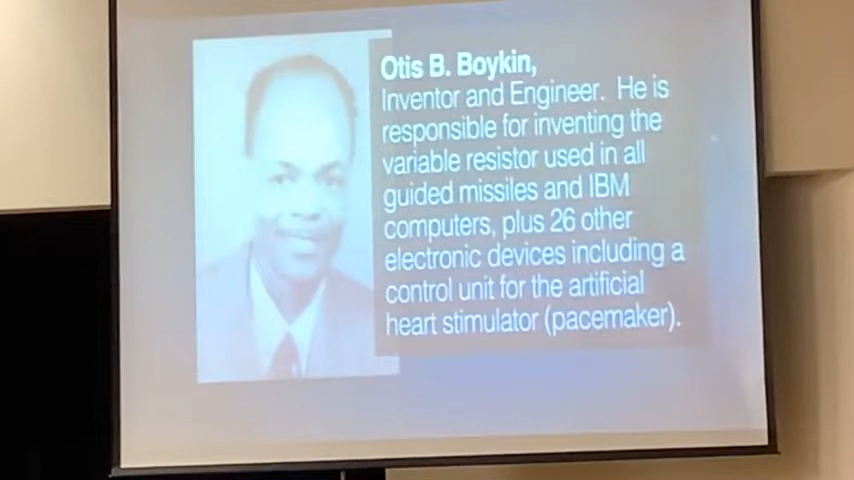 Otis B. Boykin,
Inventor and Engineer. He is
responsible for inventing the
variable resistor used in all
guided missiles and IBM
computers, plus 26 other
electronic devices including a
control unit for the artificial
heart stimulator (pacemaker).